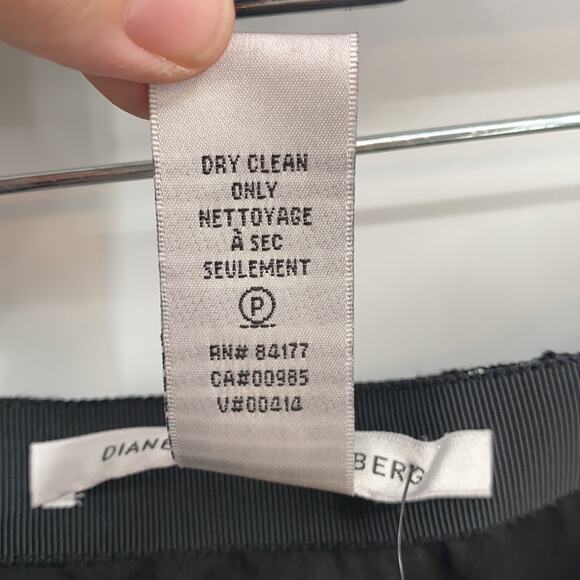 DRY CLEAN
ONLY
NETTOYAGE
À SEC
SEULEMENT
P
RN# 84177
CA#00985
V#00414
DIANE BERG